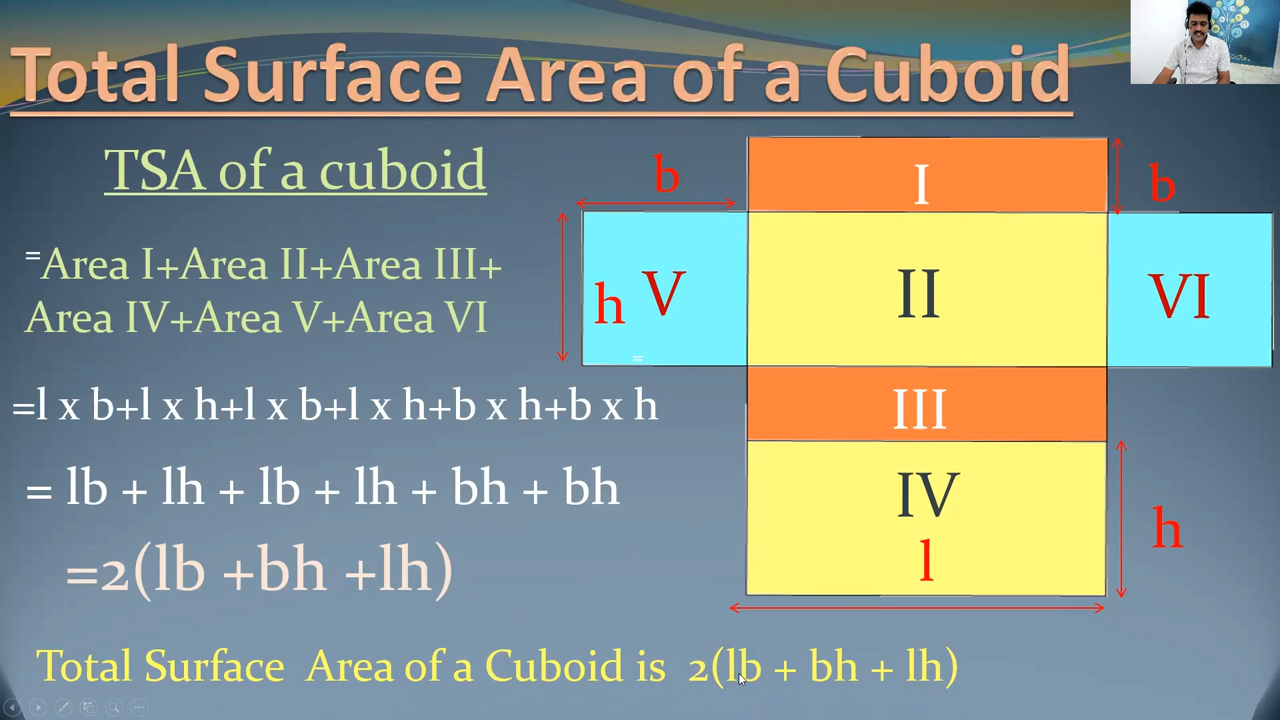 Total Surface Area of a Cuboid
TSA of a cuboid
=Area I+Area II+Area III+
Area IV+Area V+Area VI
=l x b+l x h+l x b+l x h+b x h+b x h
= lb + lh + lb + lh + bh + bh
=2(lb +bh +lh)
Total Surface Area of a Cuboid is 2(lb + bh + lh)
I
b
b
h
V
II
VI
=
III
IV
l
h